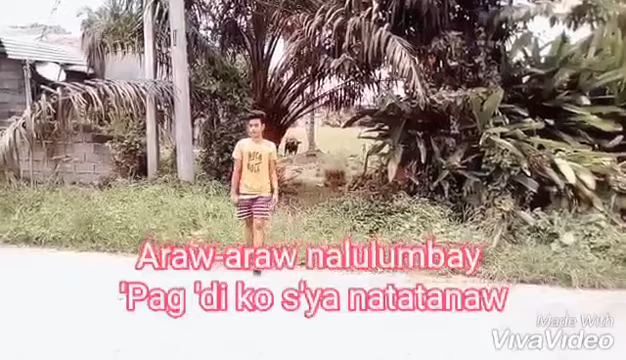 Araw-araw nalulumbay
'Pag 'di ko s'ya natatanaw
Made With
VivaVideo